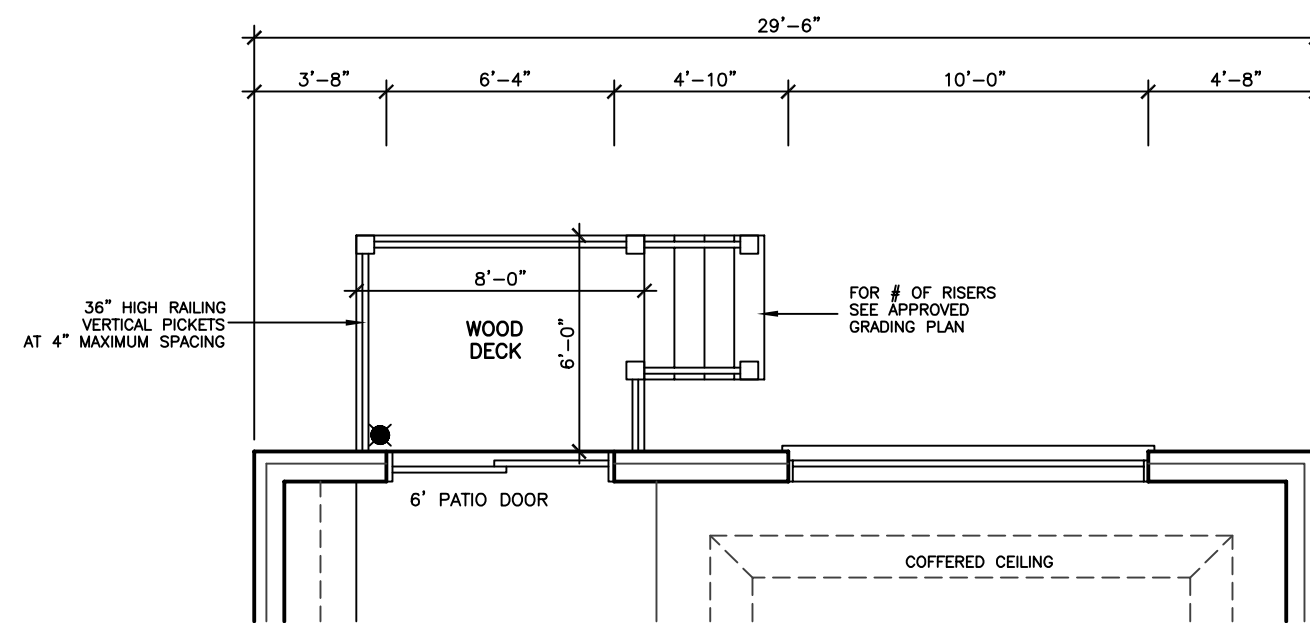 29'-6"
3'-8" 6'-4" 4'-10" 10'-0" 4'-8"
8'-0"
36" HIGH RAILING
VERTICAL PICKETS
AT 4" MAXIMUM SPACING
WOOD
DECK
6'-0"
FOR # OF RISERS
SEE APPROVED
GRADING PLAN
6' PATIO DOOR
COFFERED CEILING